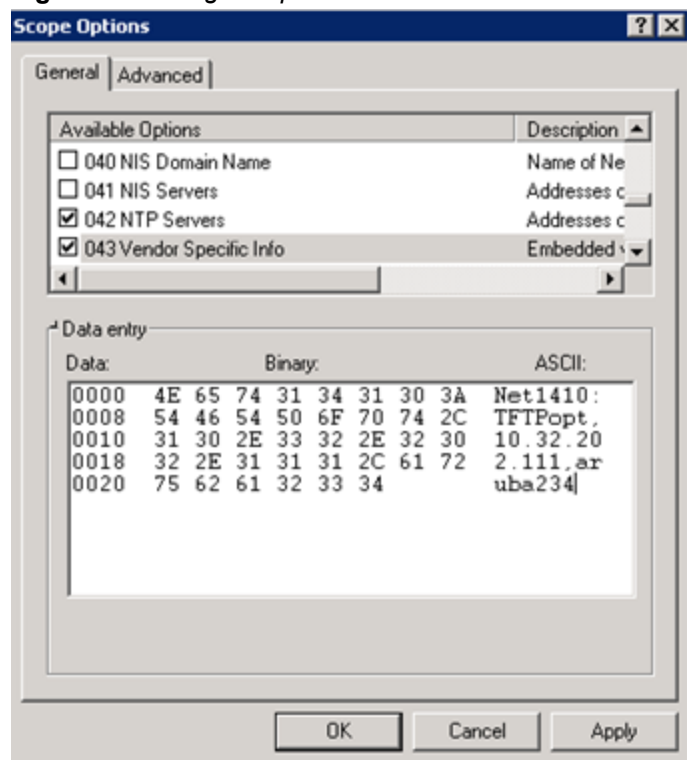 Scope Options
General Advanced
Available Options Description
040 NIS Domain Name Name of Ne
041 NIS Servers Addresses c
042 NTP Servers Addresses c
043 Vendor Specific Info Embedded
Data entry
Data: Binary: ASCII:
0000 4E 65 74 31 34 31 30 3A Net1410:
0008 54 46 54 50 6F 70 74 2C TFTPopt,
0010 31 30 2E 33 32 2E 32 30 10.32.20
0018 32 2E 31 31 31 2C 61 72 2.111,ar
0020 75 62 61 32 33 34 uba234
OK Cancel Apply